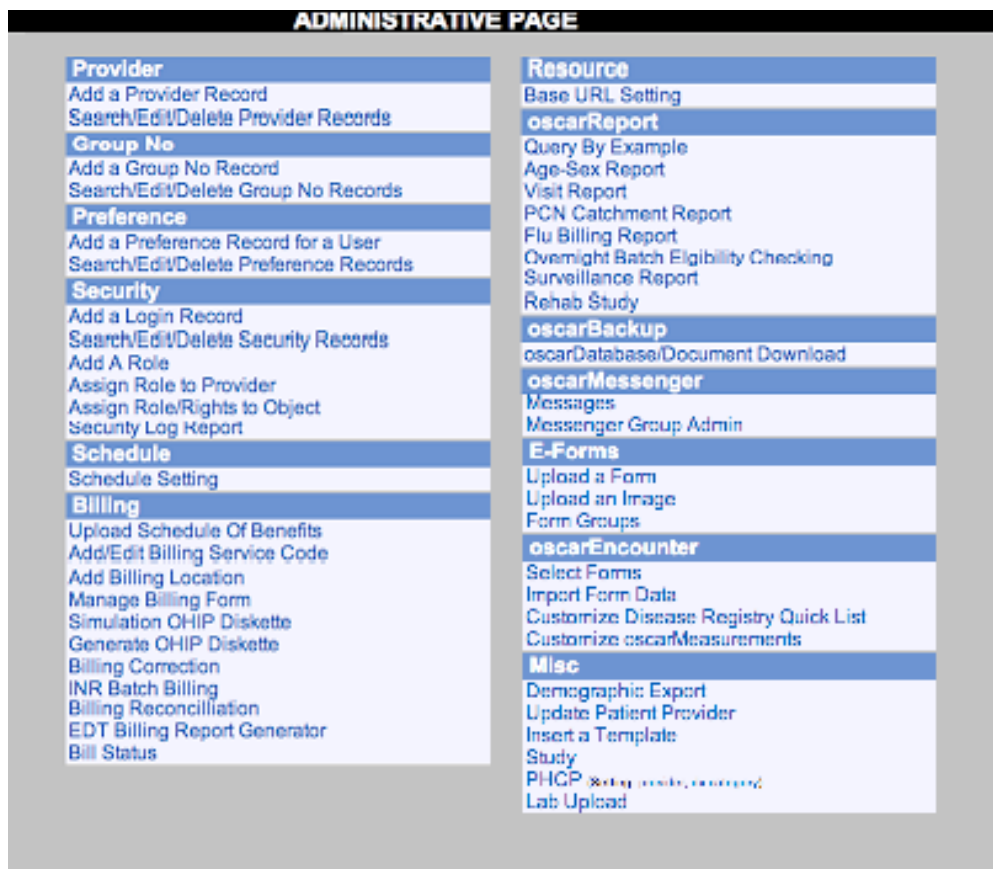 ADMINISTRATIVE PAGE
Provider
Add a Provider Record
Search/Edit/Delete Provider Records
Group No
Add a Group No Record
Search/Edit/Delete Group No Records
Preference
Add a Preference Record for a User
Search/Edit/Delete Preference Records
Security
Add a Login Record
Search/Edit/Delete Security Records
Add A Role
Assign Role to Provider
Assign Role/Rights to Object
Security Log Report
Schedule
Schedule Setting
Billing
Upload Schedule Of Benefits
Add/Edit Billing Service Code
Add Billing Location
Manage Billing Form
Simulation OHIP Diskette
Generate OHIP Diskette
Billing Correction
INR Batch Billing
Billing Reconcilliation
EDT Billing Report Generator
Bill Status
Resource
Base URL Setting
oscarReport
Query By Example
Age-Sex Report
Visit Report
PCN Catchment Report
Flu Billing Report
Overnight Batch Elgibility Checking
Surveillance Report
Rehab Study
oscarBackup
oscarDatabase/Document Download
oscarMessenger
Messages
Messenger Group Admin
E-Forms
Upload a Form
Upload an Image
Form Groups
oscarEncounter
Select Forms
Import Form Data
Customize Disease Registry Quick List
Customize oscarMeasurements
Misc
Demographic Export
Update Patient Provider
Insert a Template
Study
PHCP
Lab Upload